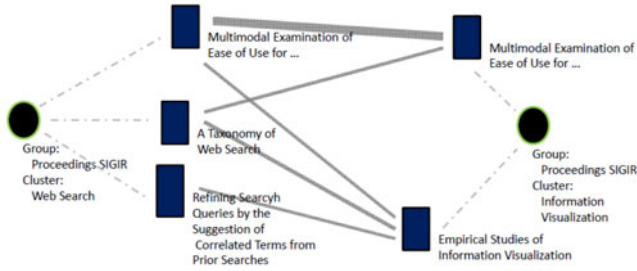 Multimodal Examination of
Ease of Use for ...
Multimodal Examination of
Ease of Use for ...
A Taxonomy of
Web Search
Group:
Proceedings SIGIR
Cluster:
Web Search
Group:
Proceedings SIGIR
Cluster:
Information
Visualization
Refining Searcyh
Queries by the
Suggestion of
Correlated Terms from
Prior Searches
Empirical Studies of
Information Visualization